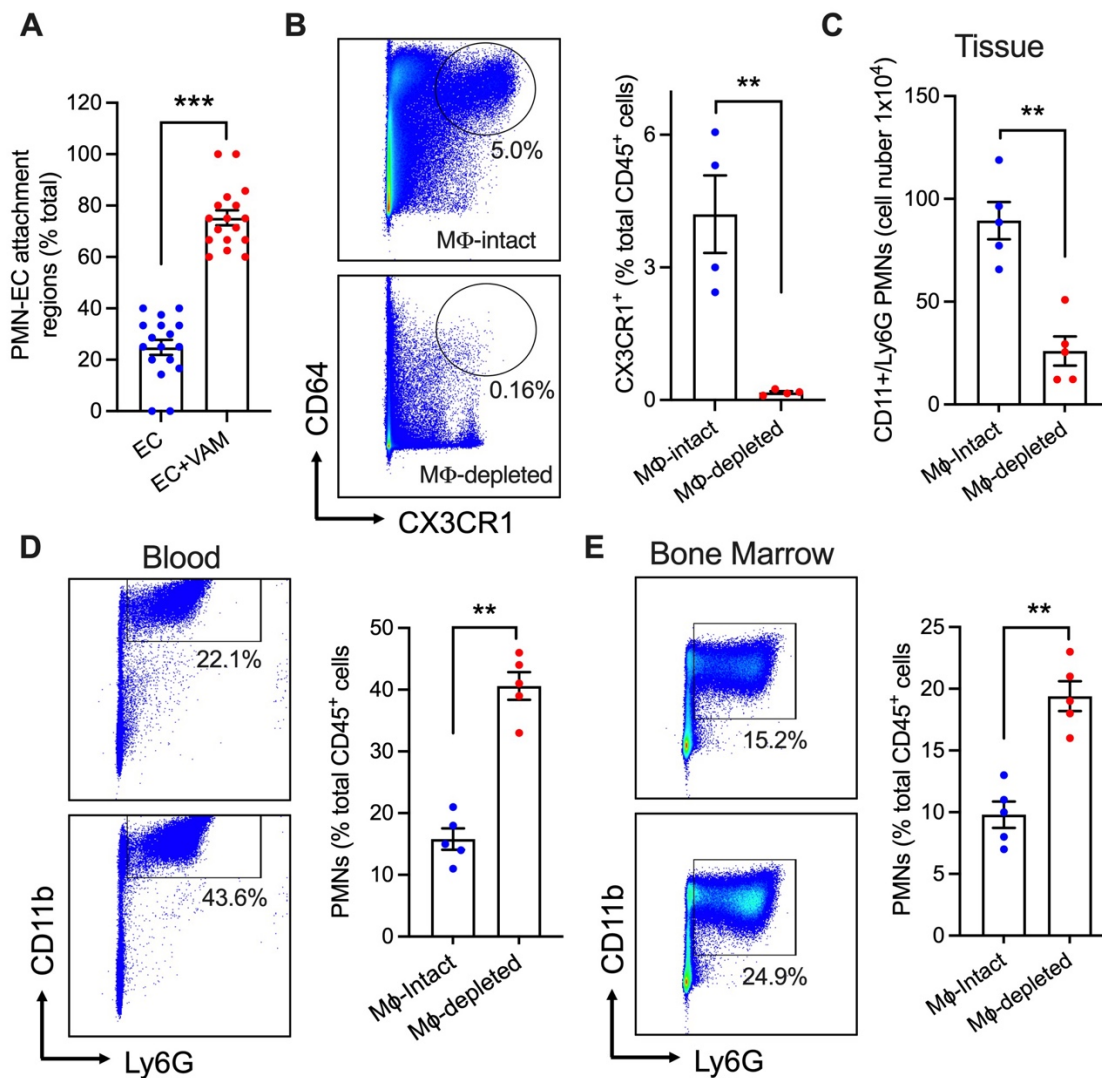 A
PMN-EC attachment
regions (% total)
120
100
80
60
40
20
0
***
EC
EC+VAM
B
5.0%
MΦ-intact
0.16%
MΦ-depleted
CD64
CX3CR1
CX3CR1⁺ (% total CD45⁺ cells)
6
3
0
**
MΦ-intact
MΦ-depleted
C
Tissue
CD11+/Ly6G PMNs (cell nuber 1x10⁴)
150
100
50
0
**
Mϕ-Intact
Mϕ-depleted
D
Blood
22.1%
43.6%
CD11b
Ly6G
PMNs (% total CD45⁺ cells
50
40
30
20
10
0
**
Mϕ-Intact
Mϕ-depleted
E
Bone Marrow
15.2%
24.9%
CD11b
Ly6G
PMNs (% total CD45⁺ cells
25
20
15
10
5
0
**
Mϕ-Intact
Mϕ-depleted